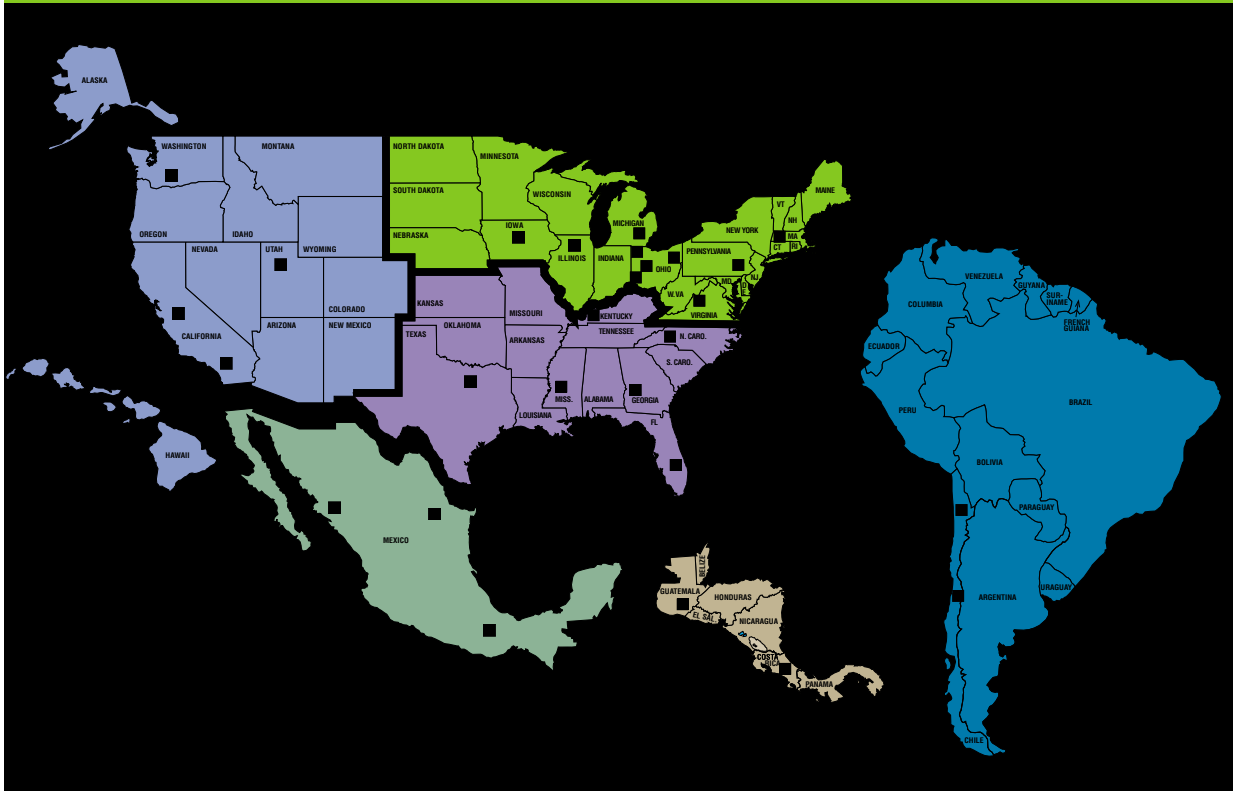 ALASKA
WASHINGTON
MONTANA
OREGON
IDAHO
WYOMING
NEVADA
UTAH
COLORADO
CALIFORNIA
ARIZONA
NEW MEXICO
HAWAII
NORTH DAKOTA
MINNESOTA
SOUTH DAKOTA
WISCONSIN
NEBRASKA
IOWA
MICHIGAN
ILLINOIS
INDIANA
OHIO
PENNSYLVANIA
NEW YORK
VT
NH
MAINE
MA
CT
RI
NJ
MD
D
E
W.VA
VIRGINIA
KANSAS
MISSOURI
KENTUCKY
TEXAS
OKLAHOMA
ARKANSAS
TENNESSEE
N. CARO.
S. CARO.
MISS.
ALABAMA
GEORGIA
LOUISIANA
FL
MEXICO
BELIZE
GUATEMALA
HONDURAS
EL SAL.
NICARAGUA
COSTA
RICA
PANAMA
VENEZUELA
COLUMBIA
GUYANA
SUR-
INAME
FRENCH
GUIANA
ECUADOR
PERU
BRAZIL
BOLIVIA
PARAGUAY
URAGUAY
ARGENTINA
CHILE